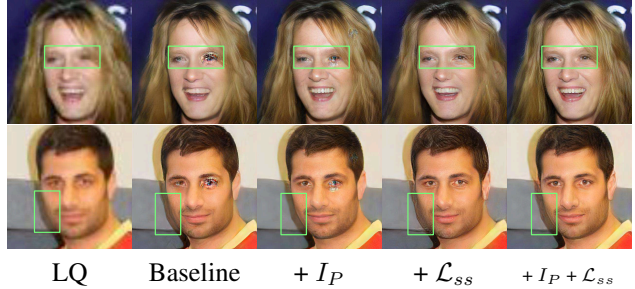 LQ Baseline + I_P + ℒ_ss + I_P + ℒ_ss